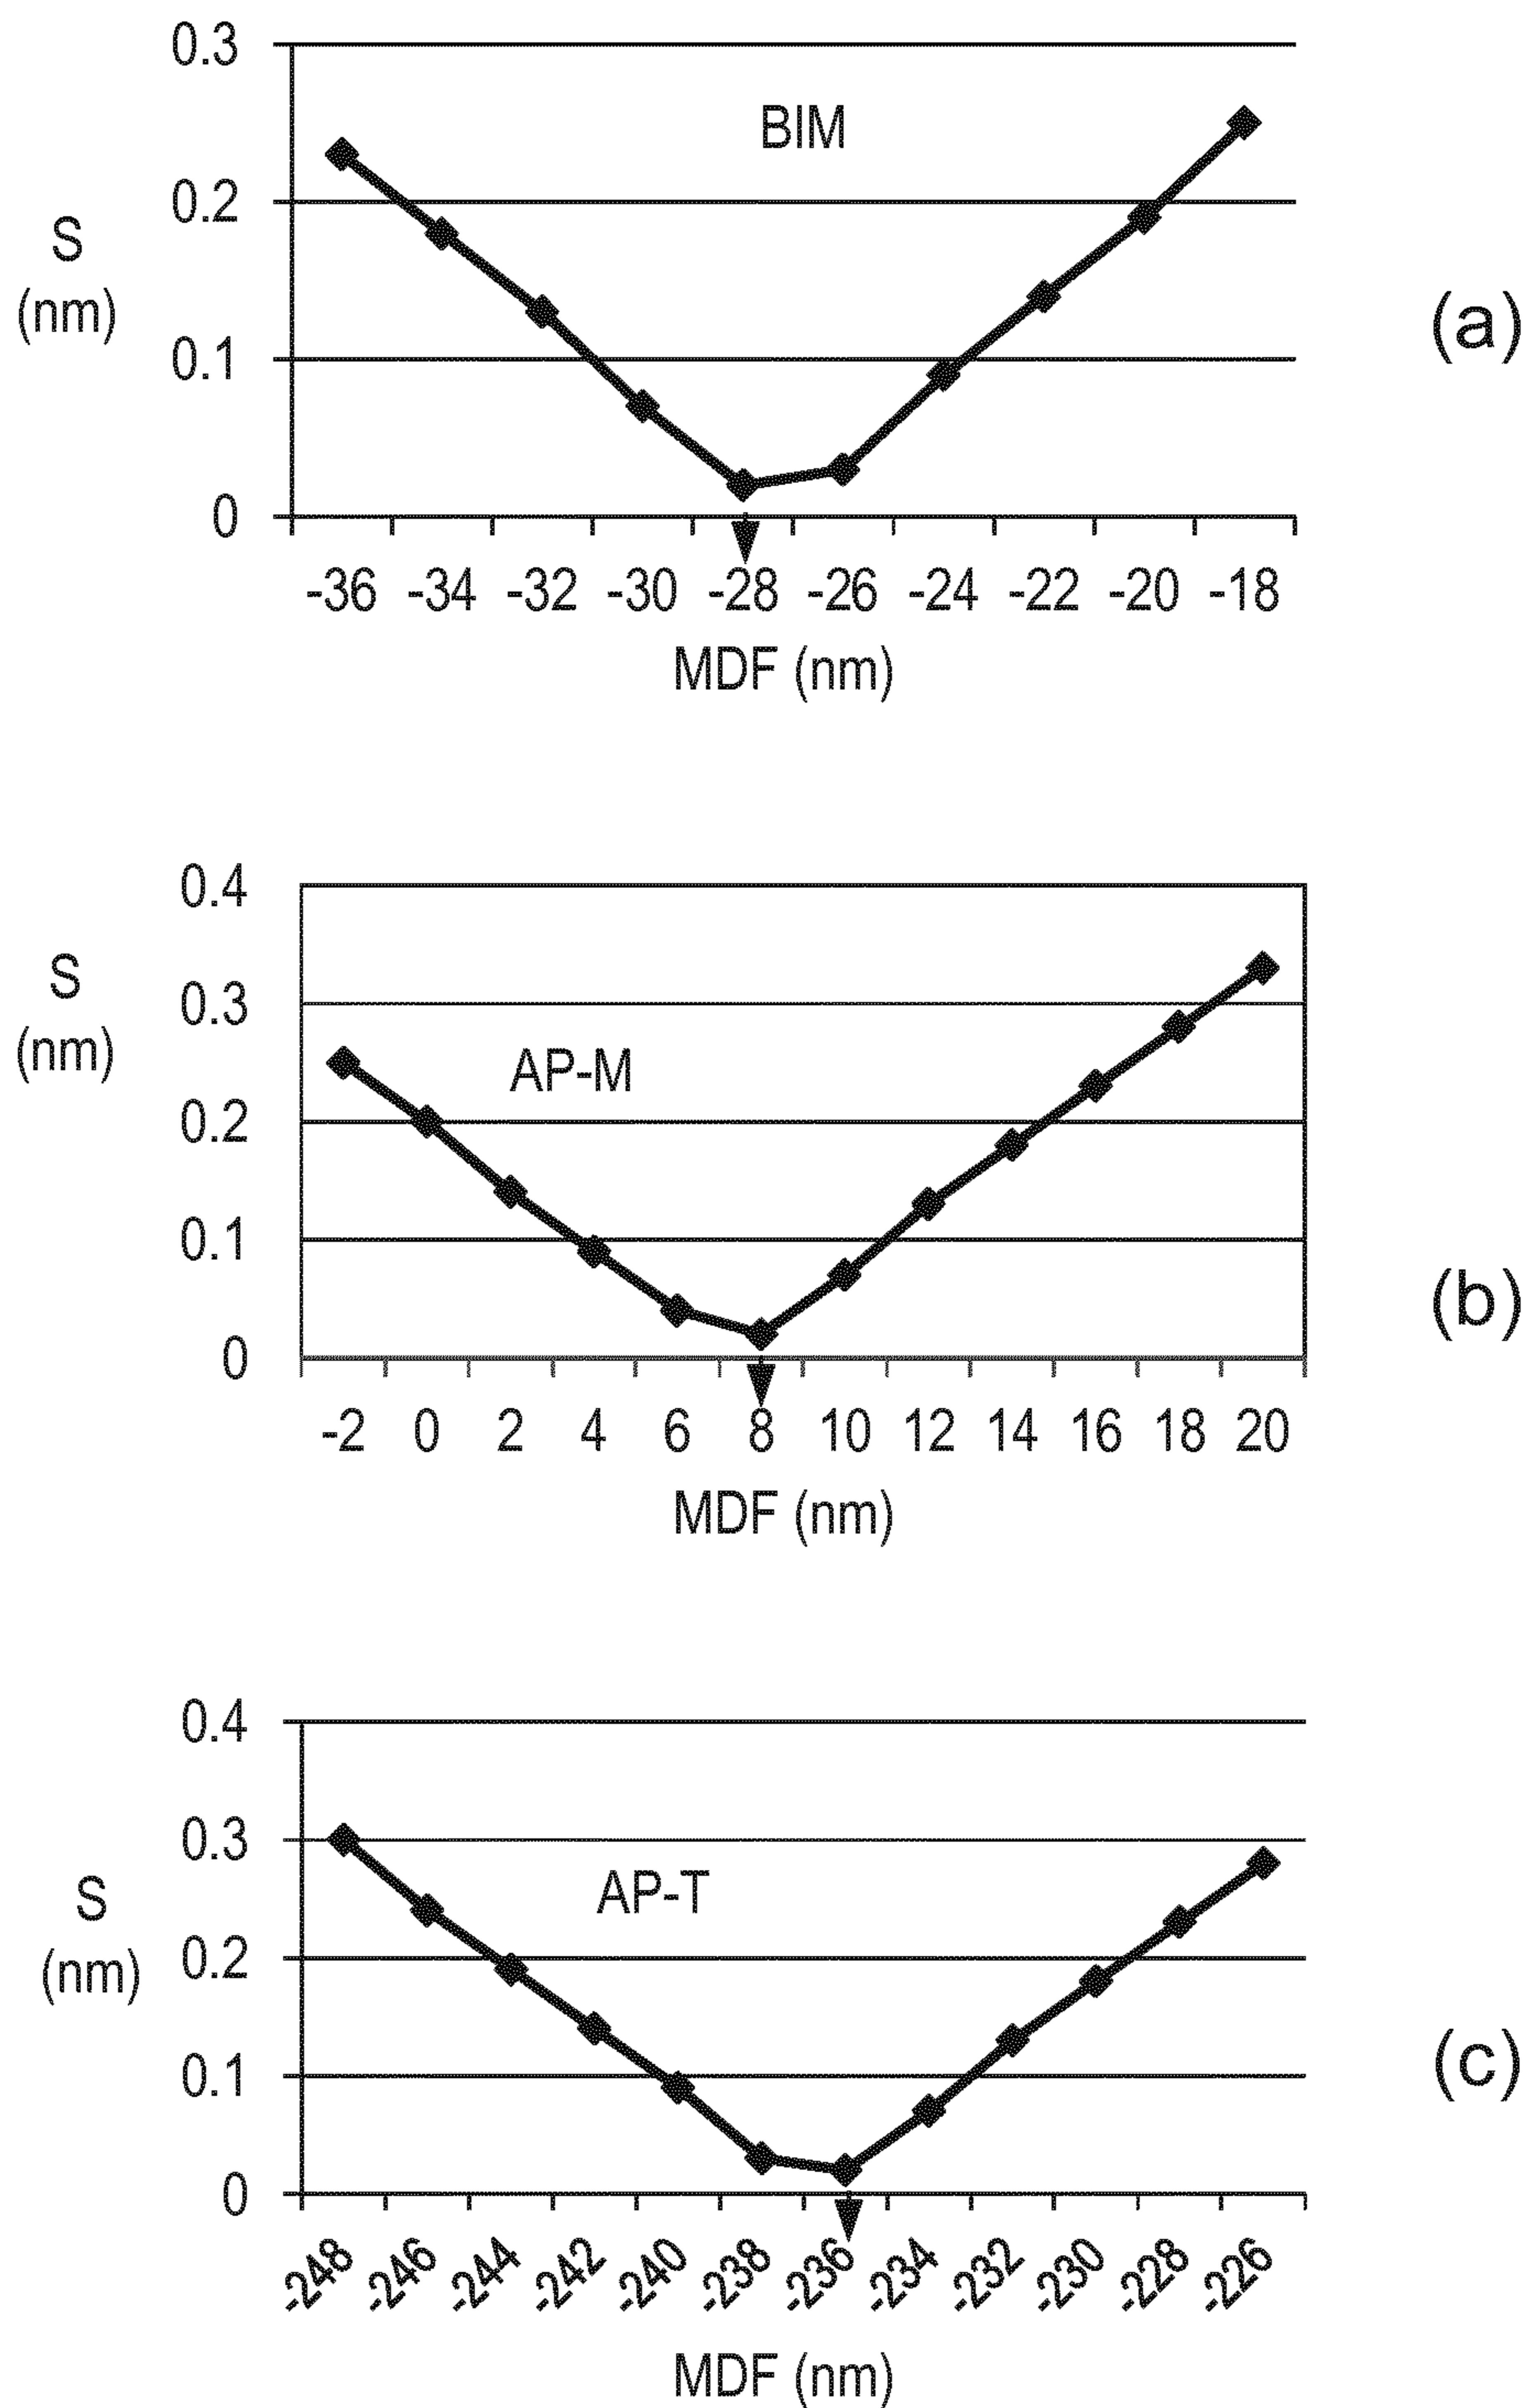 0.3
BIM
0.2
S
(nm)
(a)
0.1
0
-36 -34 -32 -30 -28 -26 -24 -22 -20 -18
MDF (nm)
0.4
S
0.3
(nm)
AP-M
0.2
0.1
(b)
0
-2 0 2 4 6 8 10 12 14 16 18 20
MDF (nm)
0.4
0.3
AP-T
S
0.2
(nm)
0.1
(c)
0
-248 -246 -244 -242 -240 -238 -236 -234 -232 -230 -228 -226
MDF (nm)